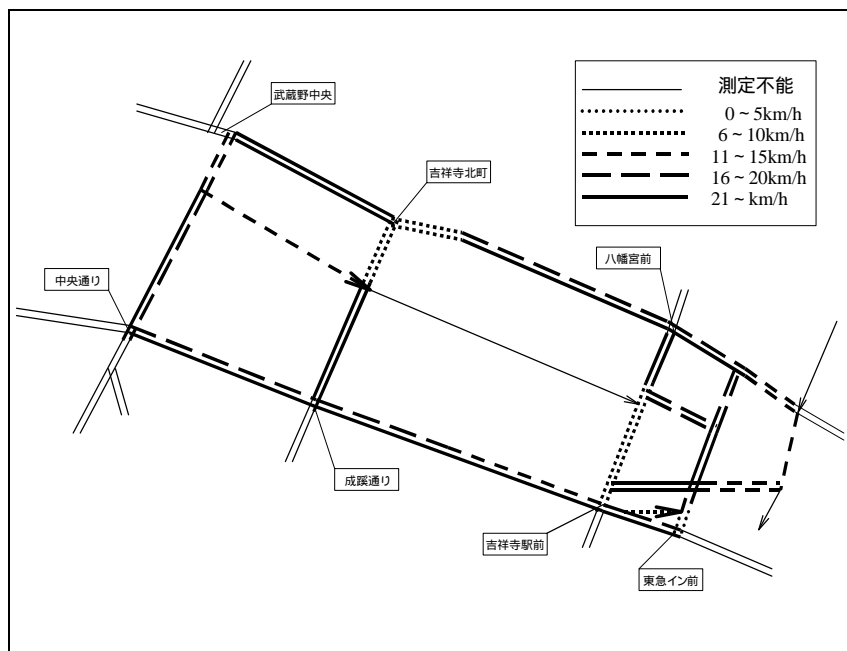 測定不能
0～5km/h
6～10km/h
11～15km/h
16～20km/h
21～km/h
武蔵野中央
吉祥寺北町
八幡宮前
中央通り
成蹊通り
吉祥寺駅前
東急イン前